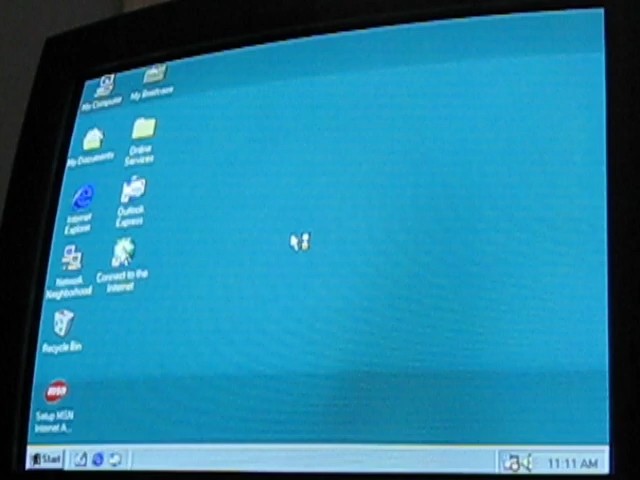 My Computer
My Briefcase
My Documents
Online
Services
Internet
Explorer
Outlook
Express
Network
Neighborhood
Connect to the
Internet
Recycle Bin
msn
Setup MSN
Internet A...
Start
11:11 AM